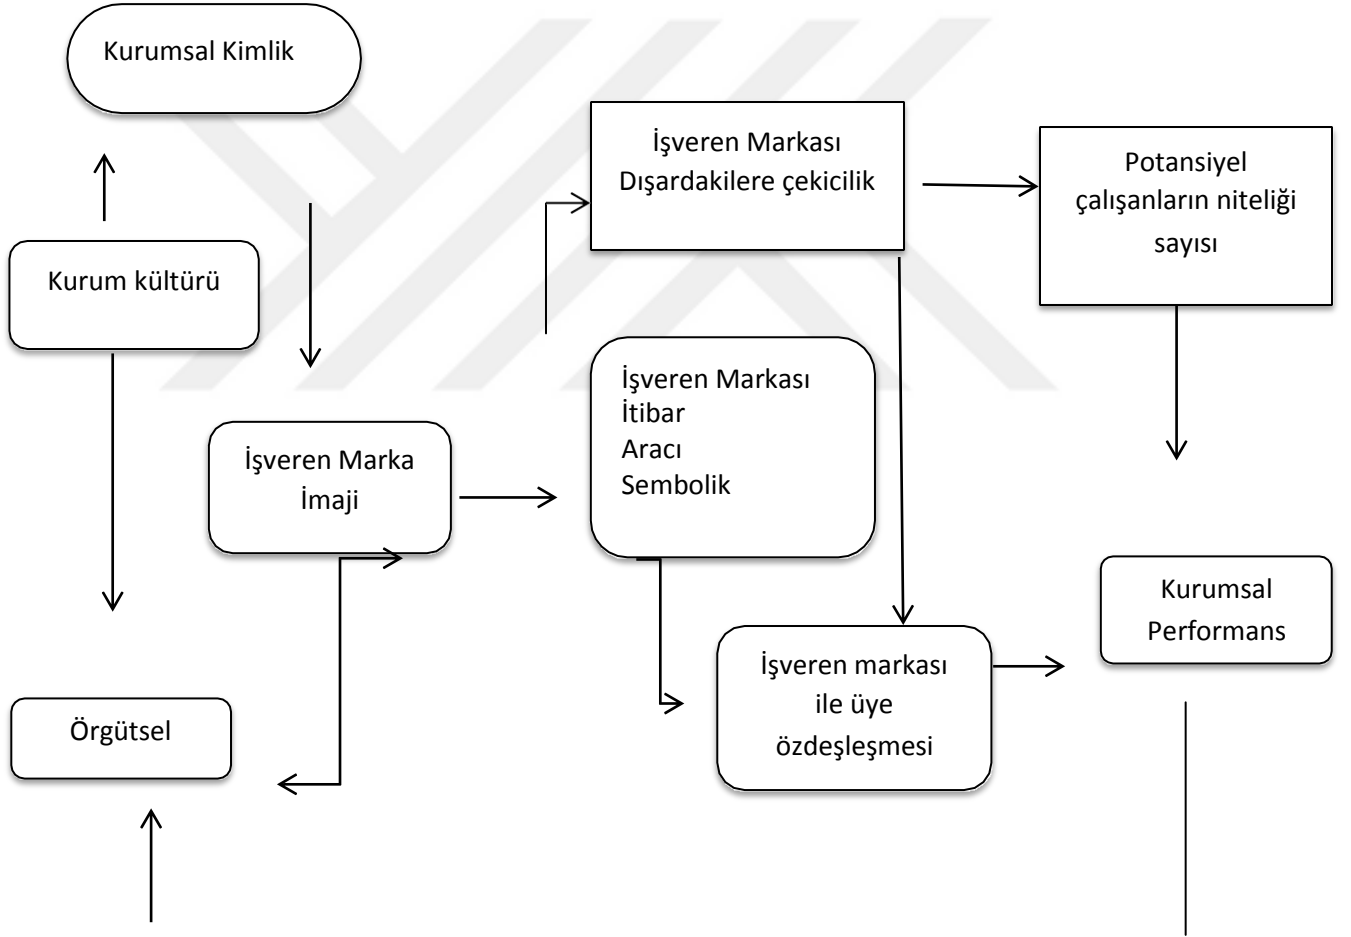 Kurumsal Kimlik
İşveren Markası
Dışardakilere çekicilik
Potansiyel
çalışanların niteliği
sayısı
Kurum kültürü
İşveren Markası
İtibar
Aracı
Sembolik
İşveren Marka
İmaji
Kurumsal
Performans
İşveren markası
ile üye
özdeşleşmesi
Örgütsel